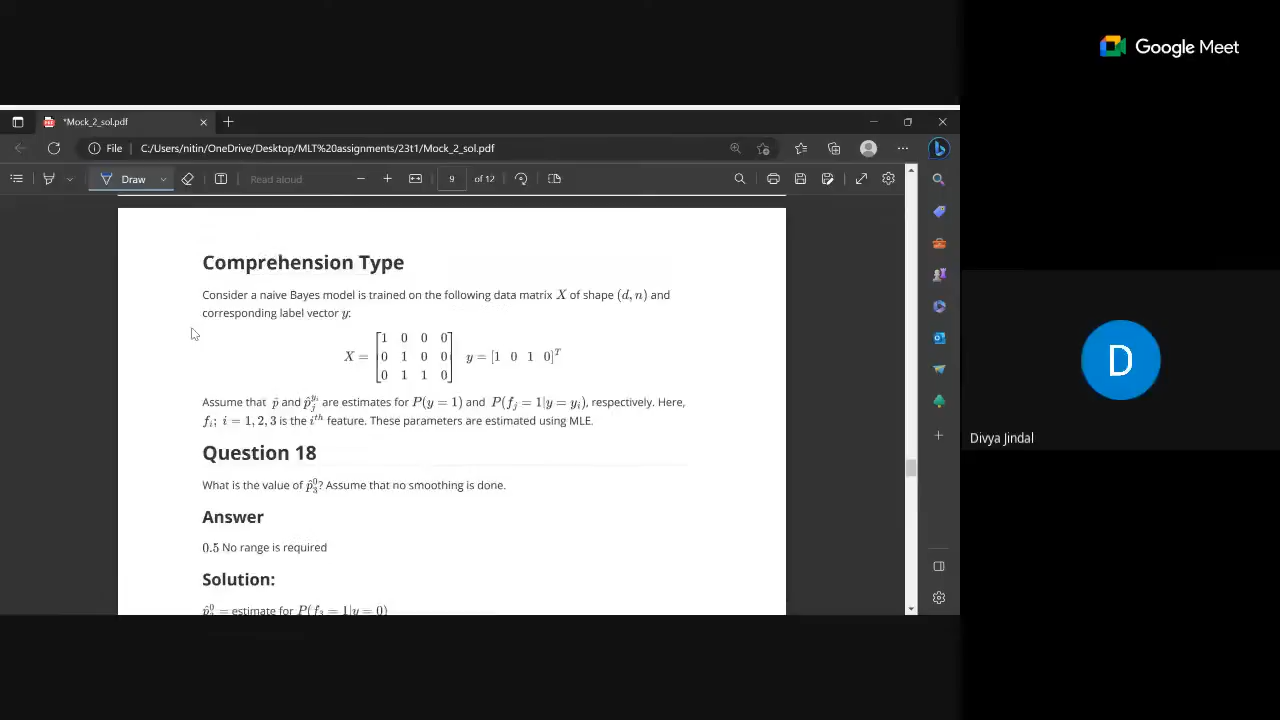 Google Meet
*Mock_2_sol.pdf
File C:/Users/nitin/OneDrive/Desktop/MLT%20assignments/23t1/Mock_2_sol.pdf
Draw Read aloud 9 of 12
Comprehension Type
Consider a naive Bayes model is trained on the following data matrix X of shape (d, n) and
corresponding label vector y:
X = [1 0 0 0
0 1 0 0
0 1 1 0] y = [1 0 1 0]^T
Assume that p̂ and p̂_j^{y_i} are estimates for P(y = 1) and P(f_j = 1|y = y_i), respectively. Here,
f_i; i = 1, 2, 3 is the i^{th} feature. These parameters are estimated using MLE.
Question 18
What is the value of p̂_3^0? Assume that no smoothing is done.
Answer
0.5 No range is required
Solution:
p̂_3^0 = estimate for P(f_3 = 1|y = 0)
D
Divya Jindal